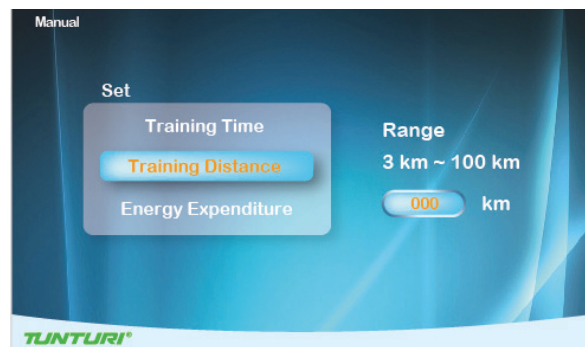 Manual
Set
Training Time
Training Distance
Energy Expenditure
Range
3 km ~ 100 km
000 km
TUNTURI®